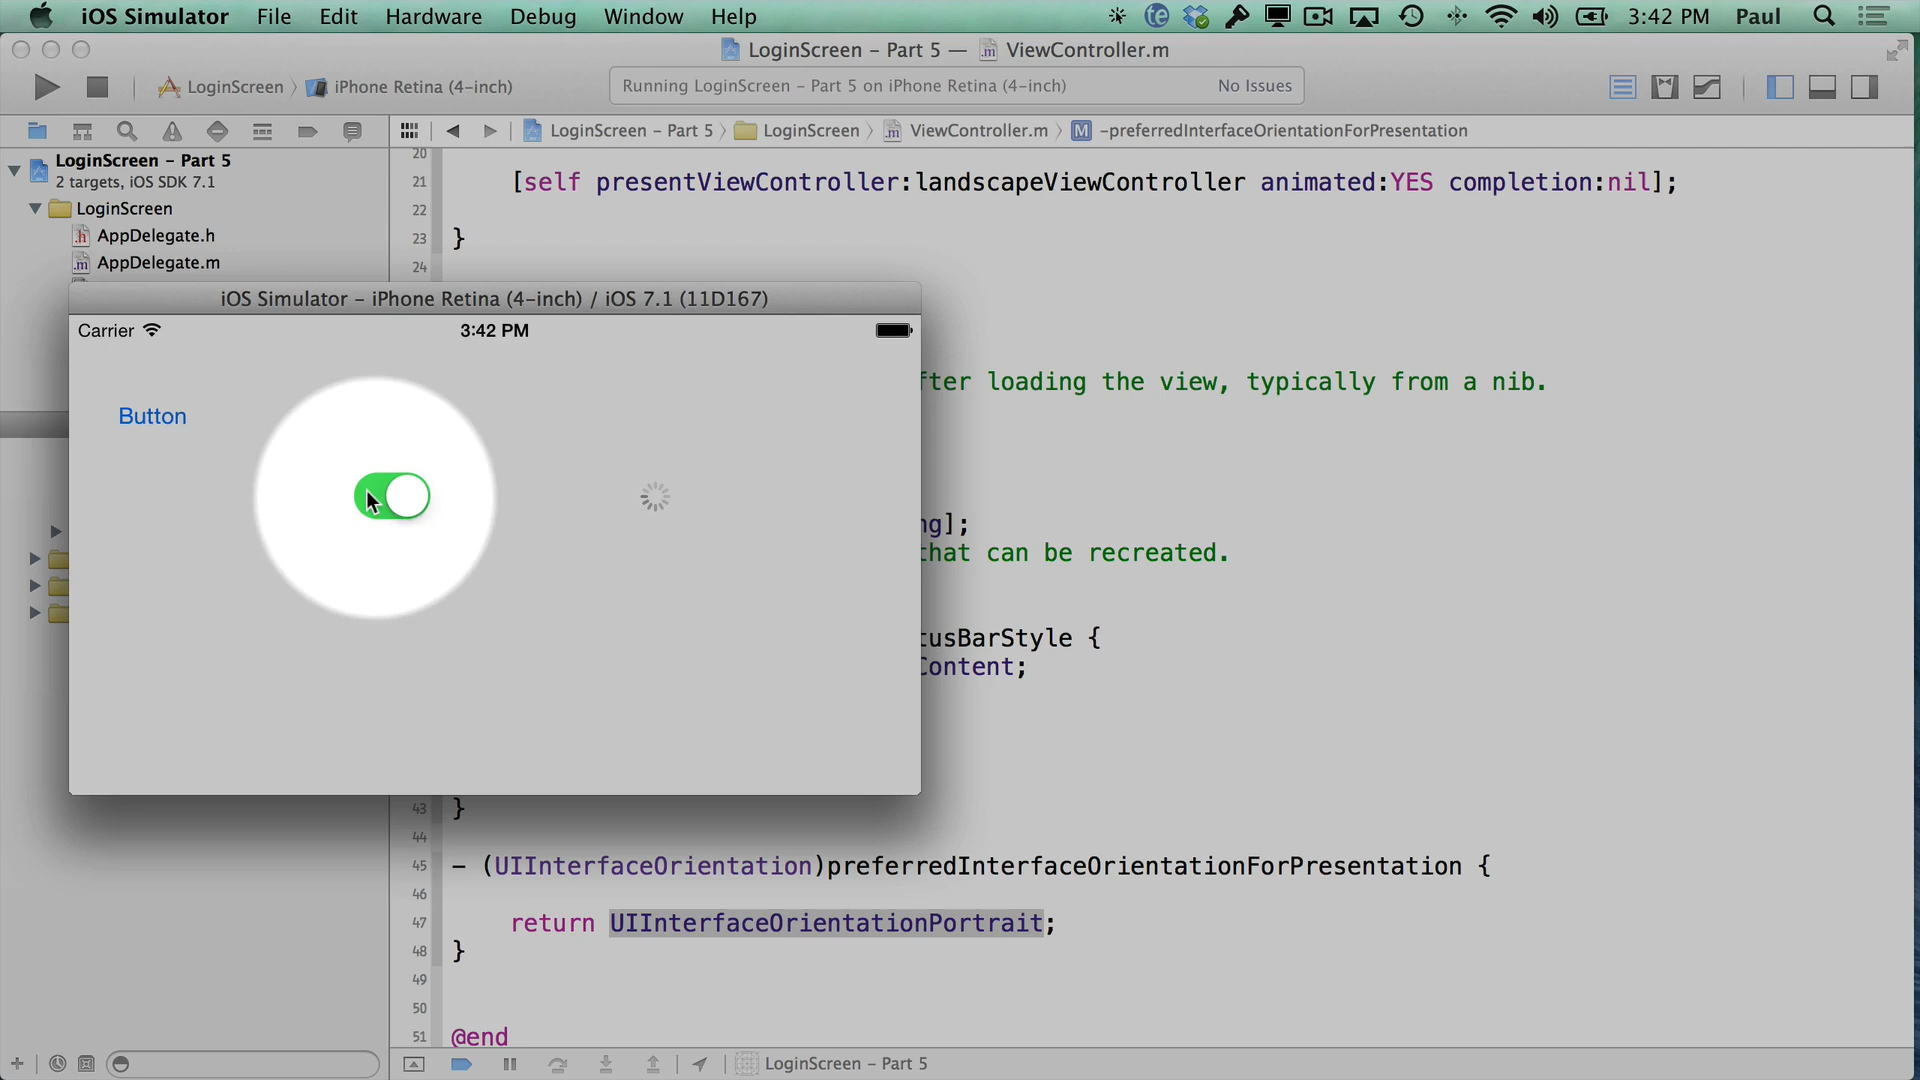 iOS Simulator File Edit Hardware Debug Window Help te 3:42 PM Paul
LoginScreen – Part 5 — ViewController.m
LoginScreen iPhone Retina (4-inch) Running LoginScreen – Part 5 on iPhone Retina (4-inch) No Issues
LoginScreen – Part 5 LoginScreen ViewController.m M -preferredInterfaceOrientationForPresentation
LoginScreen – Part 5
2 targets, iOS SDK 7.1
LoginScreen
h AppDelegate.h
m AppDelegate.m
20
21 [self presentViewController:landscapeViewController animated:YES completion:nil];
22
23 }
24
iOS Simulator – iPhone Retina (4-inch) / iOS 7.1 (11D167)
Carrier 3:42 PM
Button
fter loading the view, typically from a nib.
ng];
that can be recreated.
tusBarStyle {
Content;
43 }
44
45 – (UIInterfaceOrientation)preferredInterfaceOrientationForPresentation {
46
47 return UIInterfaceOrientationPortrait;
48 }
49
50
51 @end
LoginScreen – Part 5